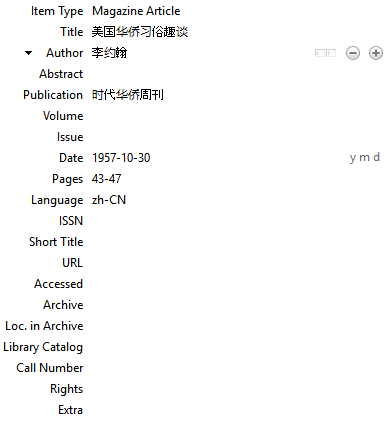 Item Type Magazine Article
Title 美国华侨习俗趣谈
Author 李约翰
Abstract
Publication 时代华侨周刊
Volume
Issue
Date 1957-10-30 y m d
Pages 43-47
Language zh-CN
ISSN
Short Title
URL
Accessed
Archive
Loc. in Archive
Library Catalog
Call Number
Rights
Extra